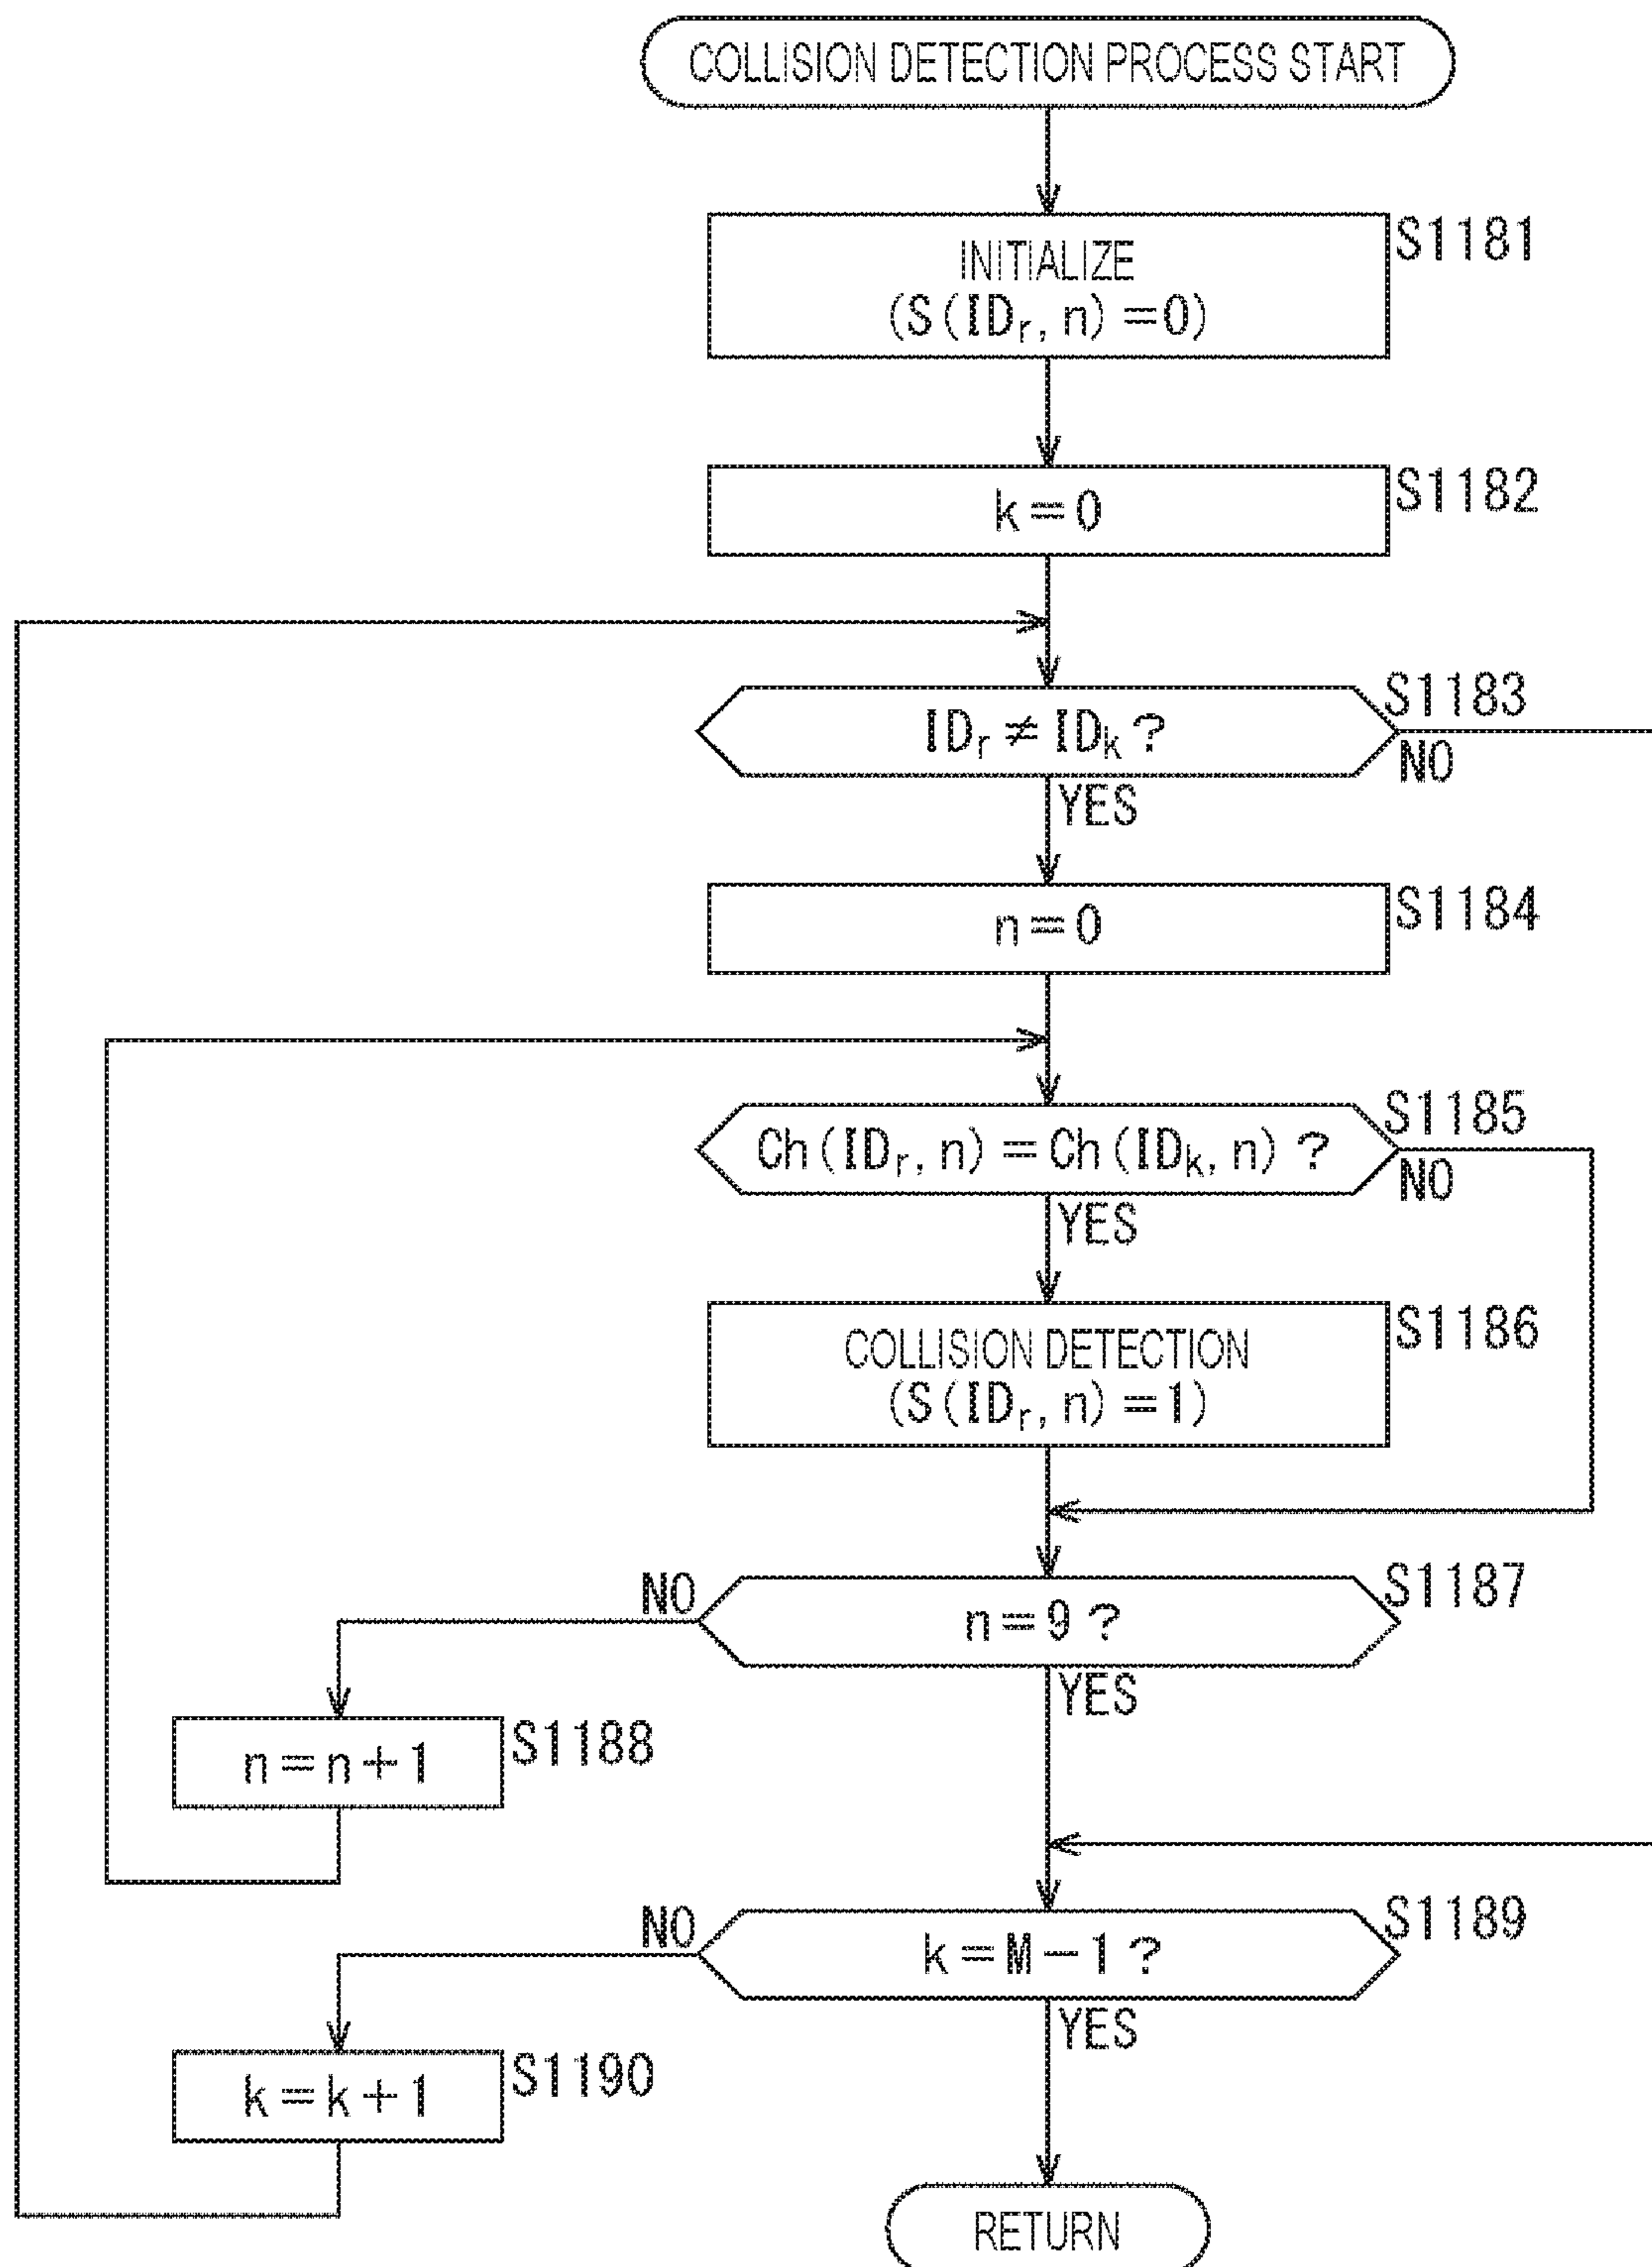 COLLISION DETECTION PROCESS START
S1181
INITIALIZE
(S(IDr, n)=0)
S1182
k=0
S1183
IDr≠IDk?
NO
YES
S1184
n=0
S1185
Ch(IDr, n)=Ch(IDk, n)?
NO
YES
S1186
COLLISION DETECTION
(S(IDr, n)=1)
S1187
NO
n=9?
YES
S1188
n=n+1
S1189
NO
k=M-1?
YES
S1190
k=k+1
RETURN